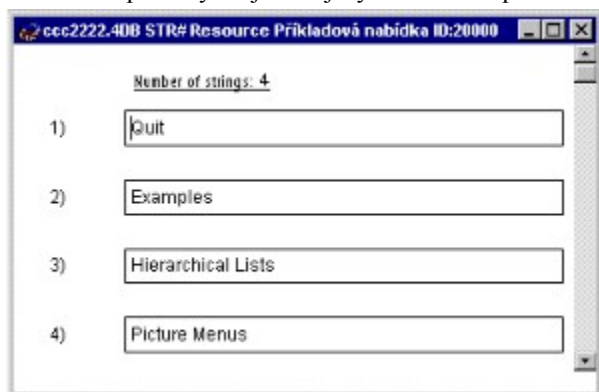 ccc2222.4DB STR# Resource Příkladová nabídka ID:20000
Number of strings: 4
1) Quit
2) Examples
3) Hierarchical Lists
4) Picture Menus